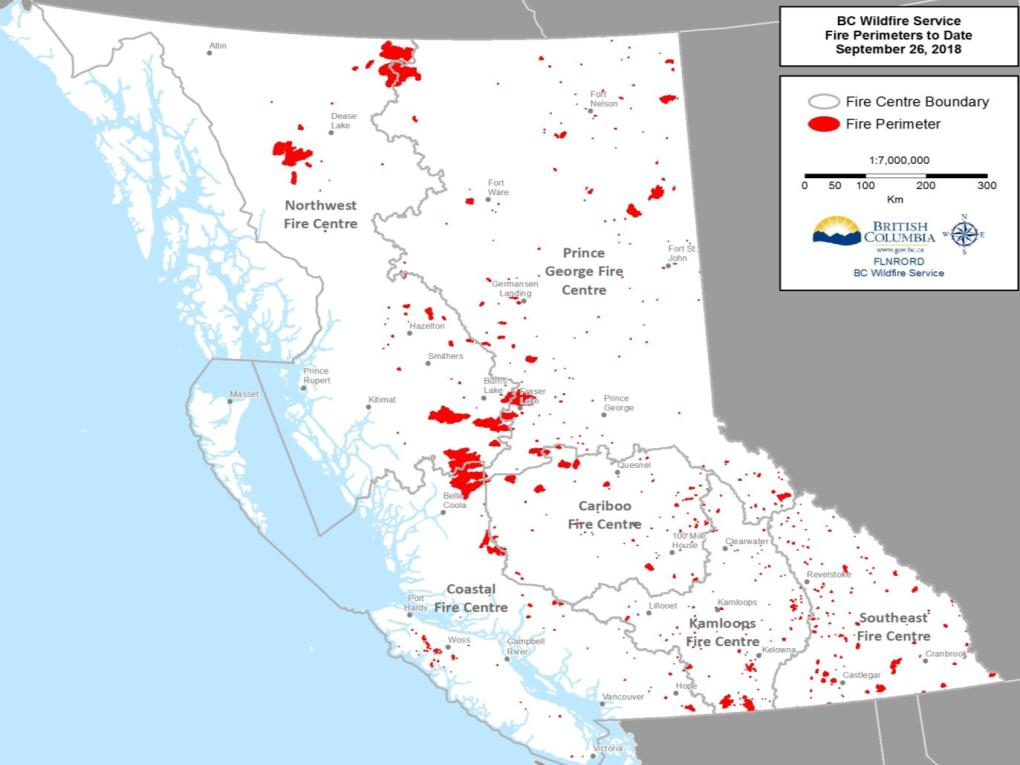 BC Wildfire Service
Fire Perimeters to Date
September 26, 2018
Fire Centre Boundary
Fire Perimeter
1:7,000,000
0 50 100 200 300
Km
BRITISH
COLUMBIA
www.gov.bc.ca
N
W E
S
FLNRORD
BC Wildfire Service
Atlin
Dease
Lake
Fort
Nelson
Fort
Ware
Northwest
Fire Centre
Prince
George Fire
Centre
Fort St.
John
Germansen
Landing
Hazelton
Smithers
Prince
Rupert
Masset
Kitimat
Burns
Lake
Fraser
Lake
Prince
George
Quesnel
Bella
Coola
Cariboo
Fire Centre
100 Mile
House
Clearwater
Revelstoke
Coastal
Fire Centre
Port
Hardy
Lillooet
Kamloops
Kamloops
Fire Centre
Southeast
Fire Centre
Woss
Campbell
River
Kelowna
Cranbrook
Castlegar
Hope
Vancouver
Victoria